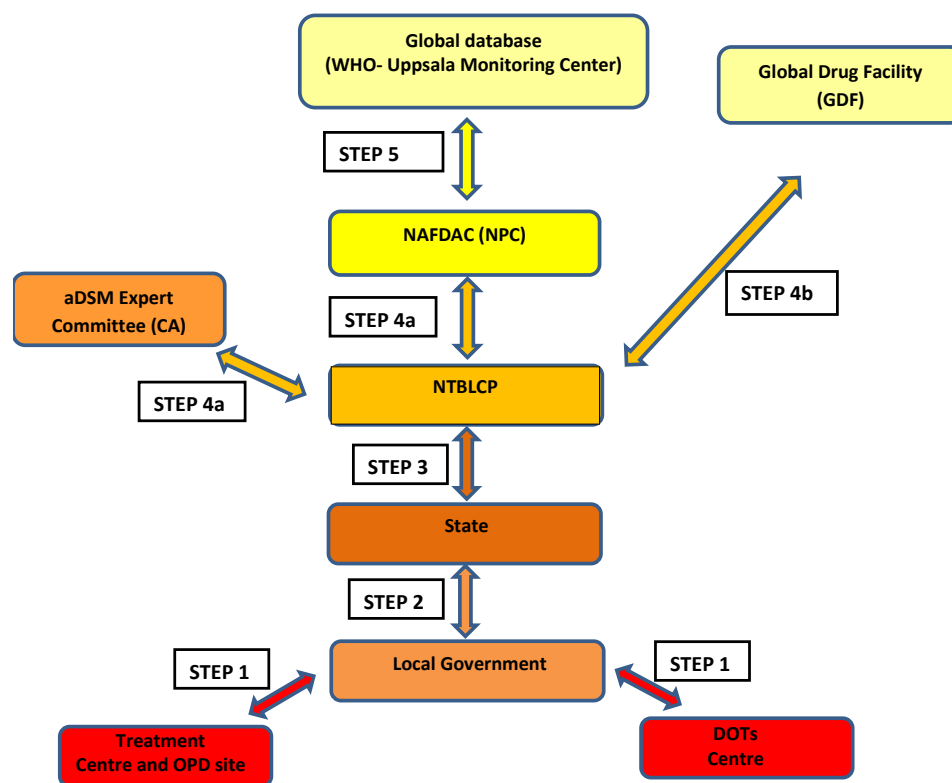 Global database
(WHO- Uppsala Monitoring Center)
Global Drug Facility
(GDF)
STEP 5
NAFDAC (NPC)
aDSM Expert
Committee (CA)
STEP 4b
STEP 4a
NTBLCP
STEP 4a
STEP 3
State
STEP 2
Local Government
STEP 1
STEP 1
Treatment
Centre and OPD site
DOTs
Centre